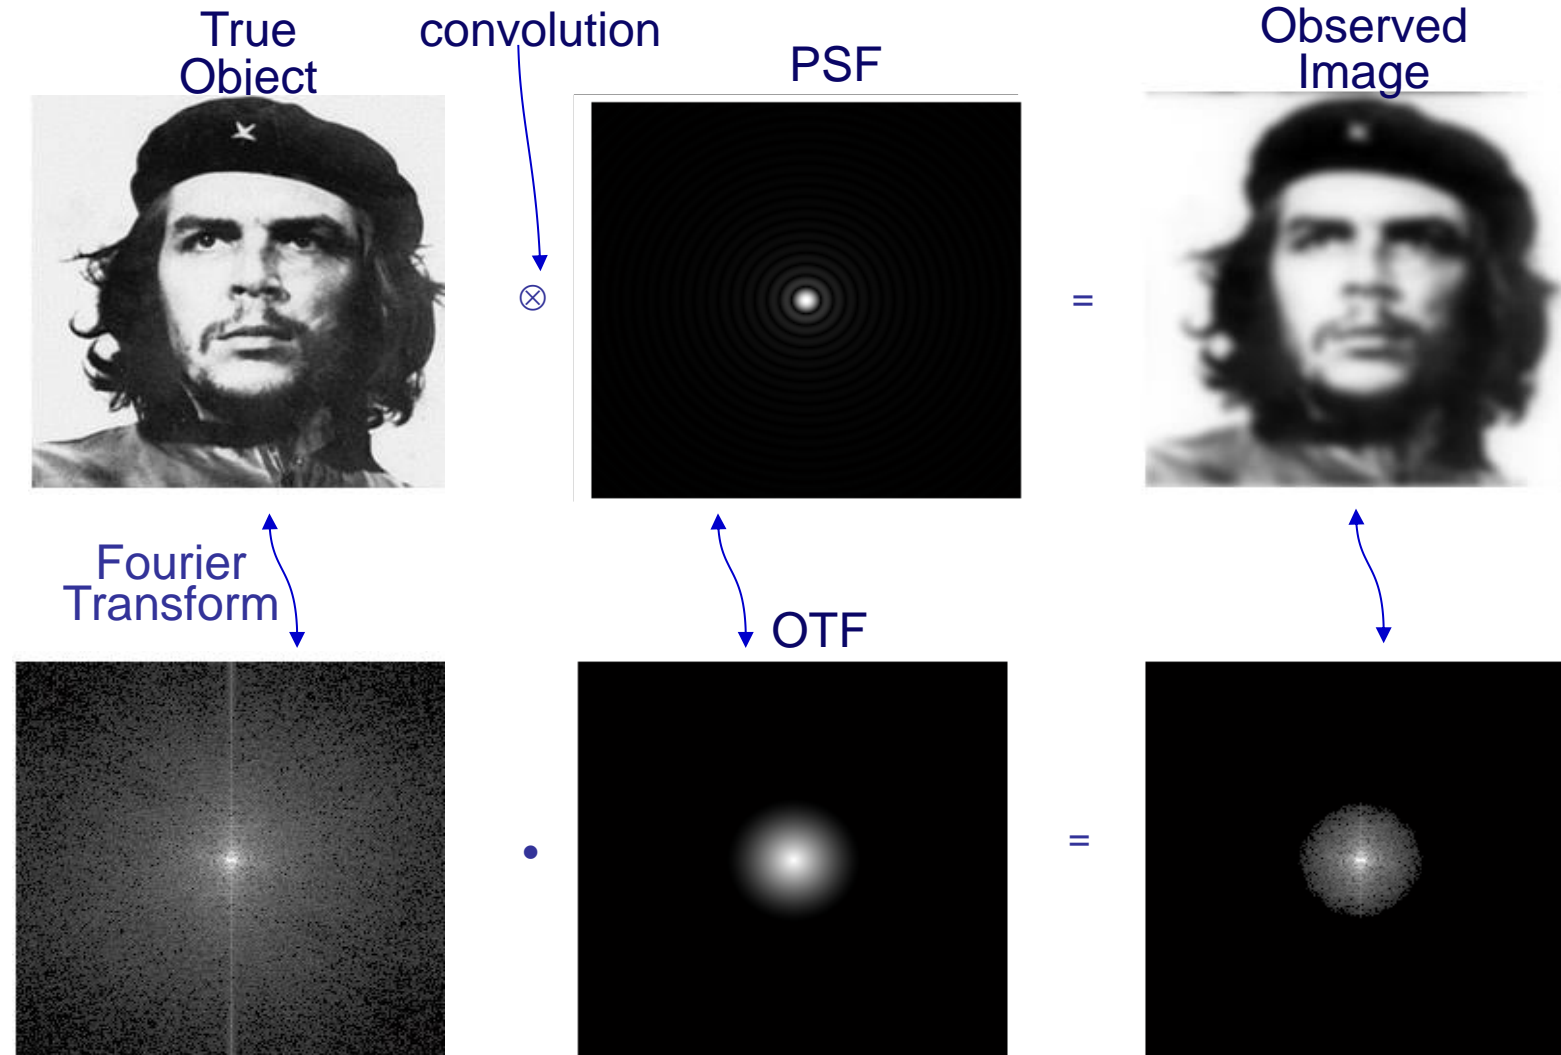 True
Object
convolution
PSF
Observed
Image
⊗
=
Fourier
Transform
OTF
•
=